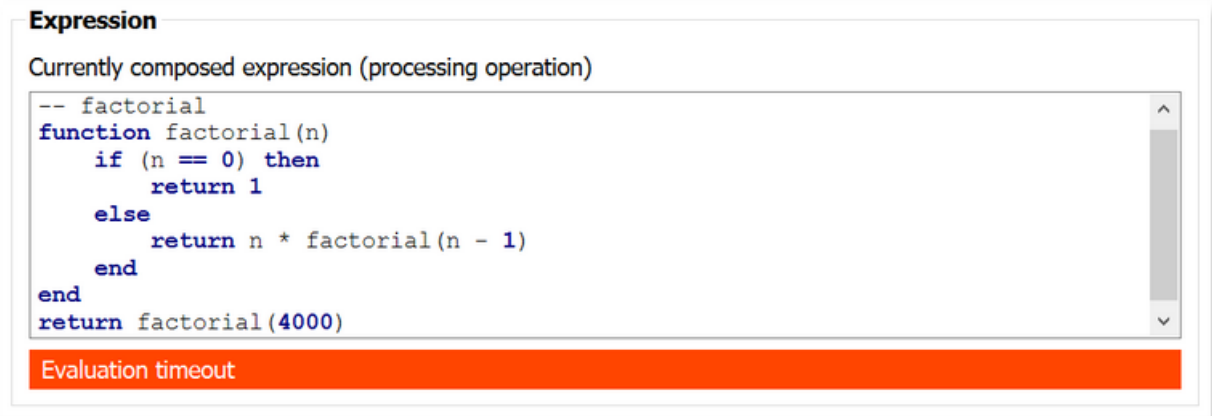 Expression
Currently composed expression (processing operation)
-- factorial
function factorial(n)
    if (n == 0) then
        return 1
    else
        return n * factorial(n - 1)
    end
end
return factorial(4000)
Evaluation timeout